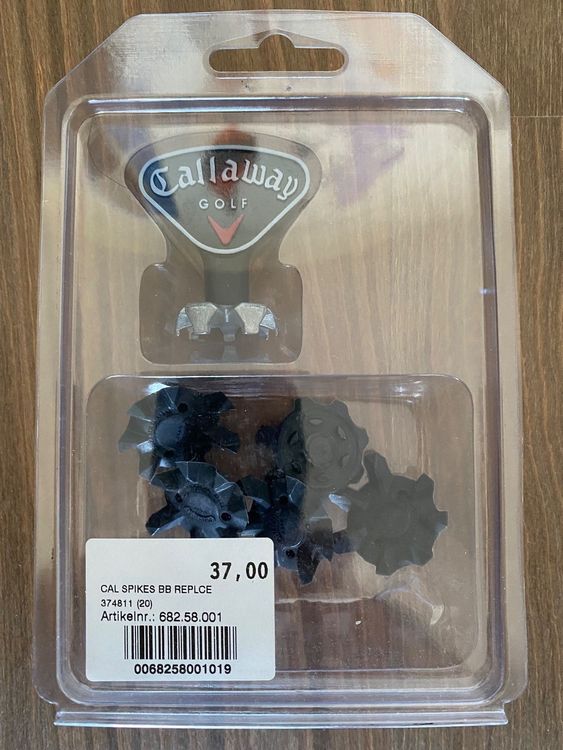 Callaway
GOLF
37,00
CAL SPIKES BB REPLCE
374811 (20)
Artikelnr.: 682.58.001
0068258001019